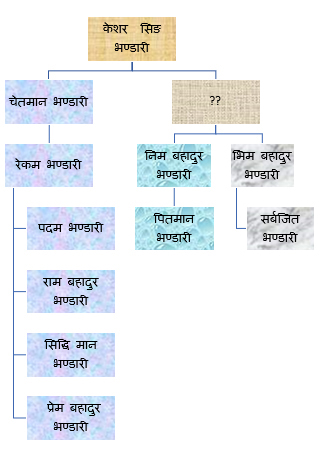 केशर सिङ
भण्डारी
चेतमान भण्डारी
??
रेकम भण्डारी
निम बहादुर
भण्डारी
भिम बहादुर
भण्डारी
पदम भण्डारी
पितमान
भण्डारी
सर्बजित
भण्डारी
राम बहादुर
भण्डारी
सिद्धि मान
भण्डारी
प्रेम बहादुर
भण्डारी